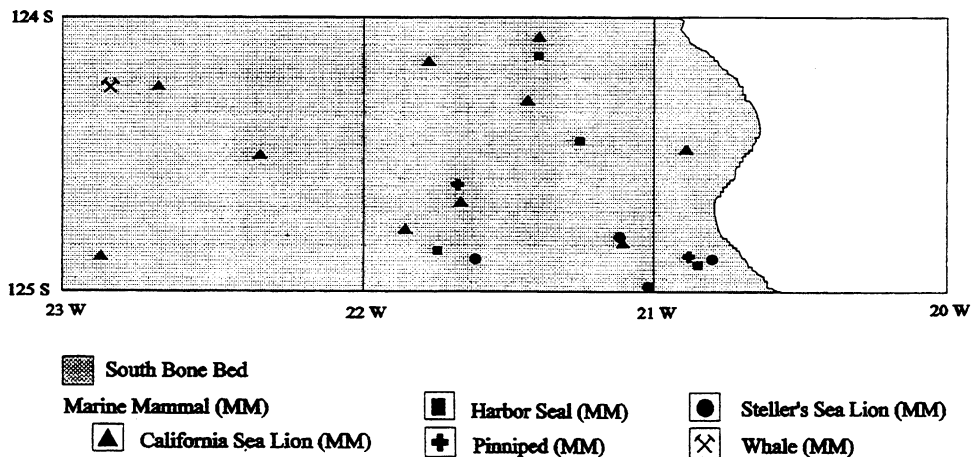 124 S
125 S
23 W 22 W 21 W 20 W
South Bone Bed
Marine Mammal (MM)
Harbor Seal (MM)
Steller's Sea Lion (MM)
California Sea Lion (MM)
Pinniped (MM)
Whale (MM)